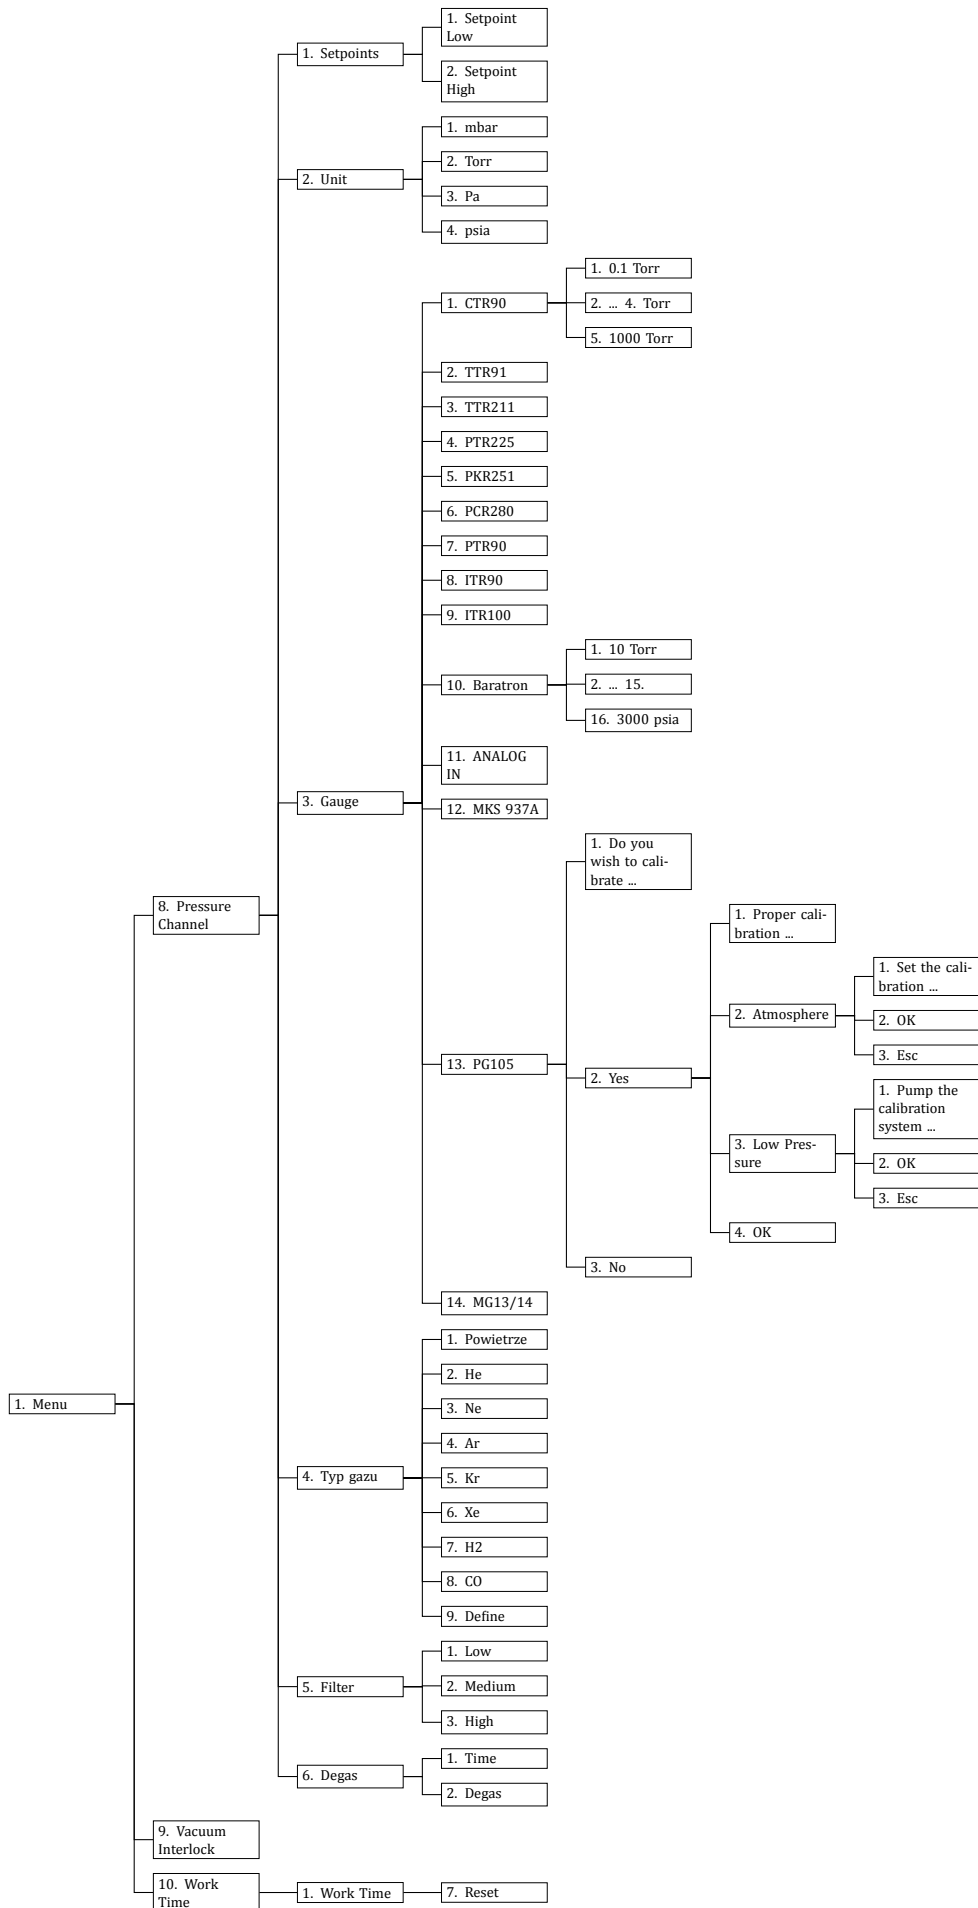 1. Setpoint
Low
1. Setpoints
2. Setpoint
High
1. mbar
2. Torr
2. Unit
3. Pa
4. psia
1. 0.1 Torr
1. CTR90
2. ... 4. Torr
5. 1000 Torr
2. TTR91
3. TTR211
4. PTR225
5. PKR251
6. PCR280
7. PTR90
8. ITR90
9. ITR100
1. 10 Torr
10. Baratron
2. ... 15.
16. 3000 psia
11. ANALOG
IN
3. Gauge
12. MKS 937A
1. Do you
wish to cali-
brate ...
8. Pressure
Channel
1. Proper cali-
bration ...
1. Set the cali-
bration ...
2. Atmosphere
2. OK
3. Esc
13. PG105
2. Yes
1. Pump the
calibration
system ...
3. Low Pres-
sure
2. OK
3. Esc
4. OK
3. No
14. MG13/14
1. Powietrze
2. He
1. Menu
3. Ne
4. Ar
4. Typ gazu
5. Kr
6. Xe
7. H2
8. CO
9. Define
1. Low
5. Filter
2. Medium
3. High
1. Time
6. Degas
2. Degas
9. Vacuum
Interlock
10. Work
Time
1. Work Time
7. Reset